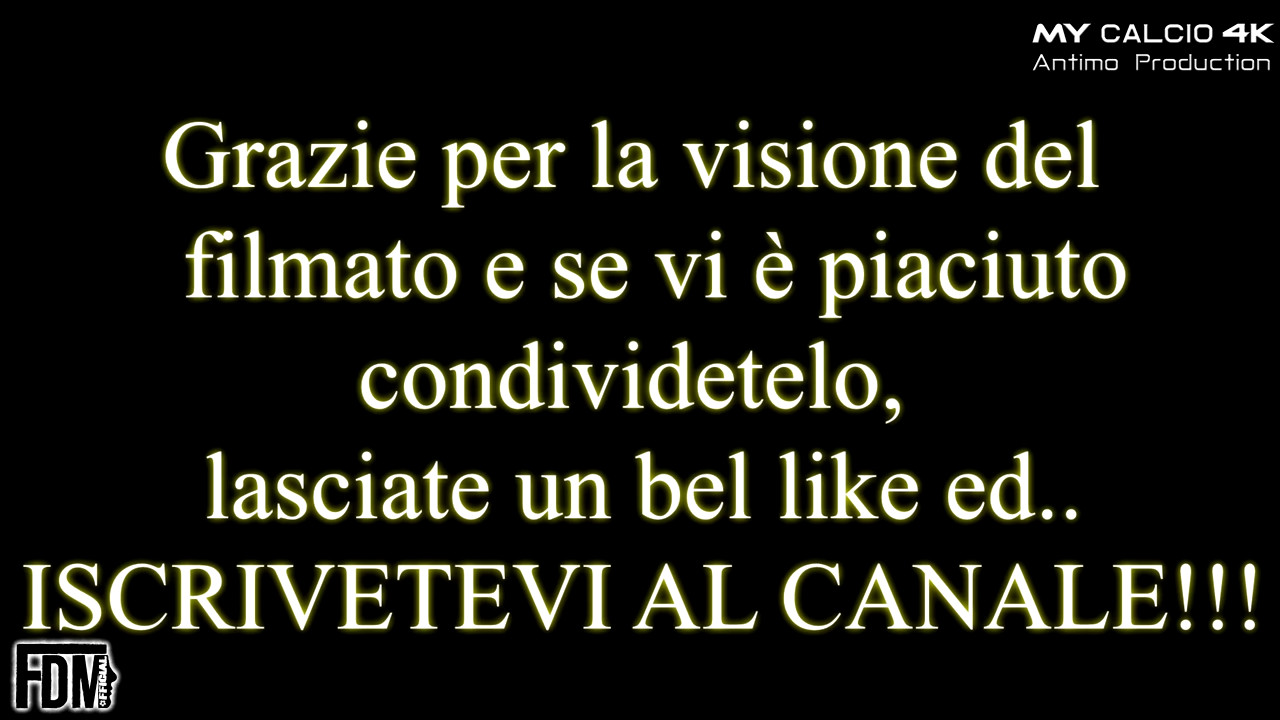 MY CALCIO 4K
Antimo Production
Grazie per la visione del
filmato e se vi è piaciuto
condividetelo,
lasciate un bel like ed..
ISCRIVETEVI AL CANALE!!!
FDM
OFFICIAL